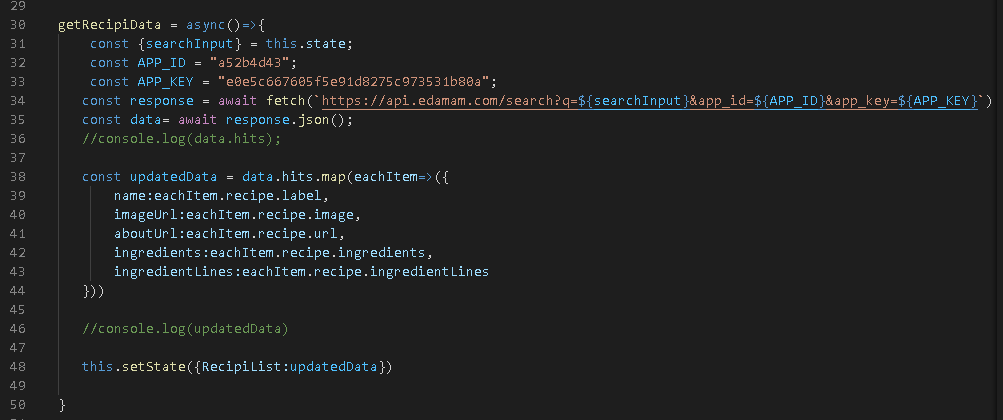 29
30 getRecipiData = async()=>{
31 const {searchInput} = this.state;
32 const APP_ID = "a52b4d43";
33 const APP_KEY = "e0e5c667605f5e91d8275c973531b80a";
34 const response = await fetch(`https://api.edamam.com/search?q=${searchInput}&app_id=${APP_ID}&app_key=${APP_KEY}`)
35 const data= await response.json();
36 //console.log(data.hits);
37
38 const updatedData = data.hits.map(eachItem=>({
39 name:eachItem.recipe.label,
40 imageUrl:eachItem.recipe.image,
41 aboutUrl:eachItem.recipe.url,
42 ingredients:eachItem.recipe.ingredients,
43 ingredientLines:eachItem.recipe.ingredientLines
44 }))
45
46 //console.log(updatedData)
47
48 this.setState({RecipiList:updatedData})
49
50 }